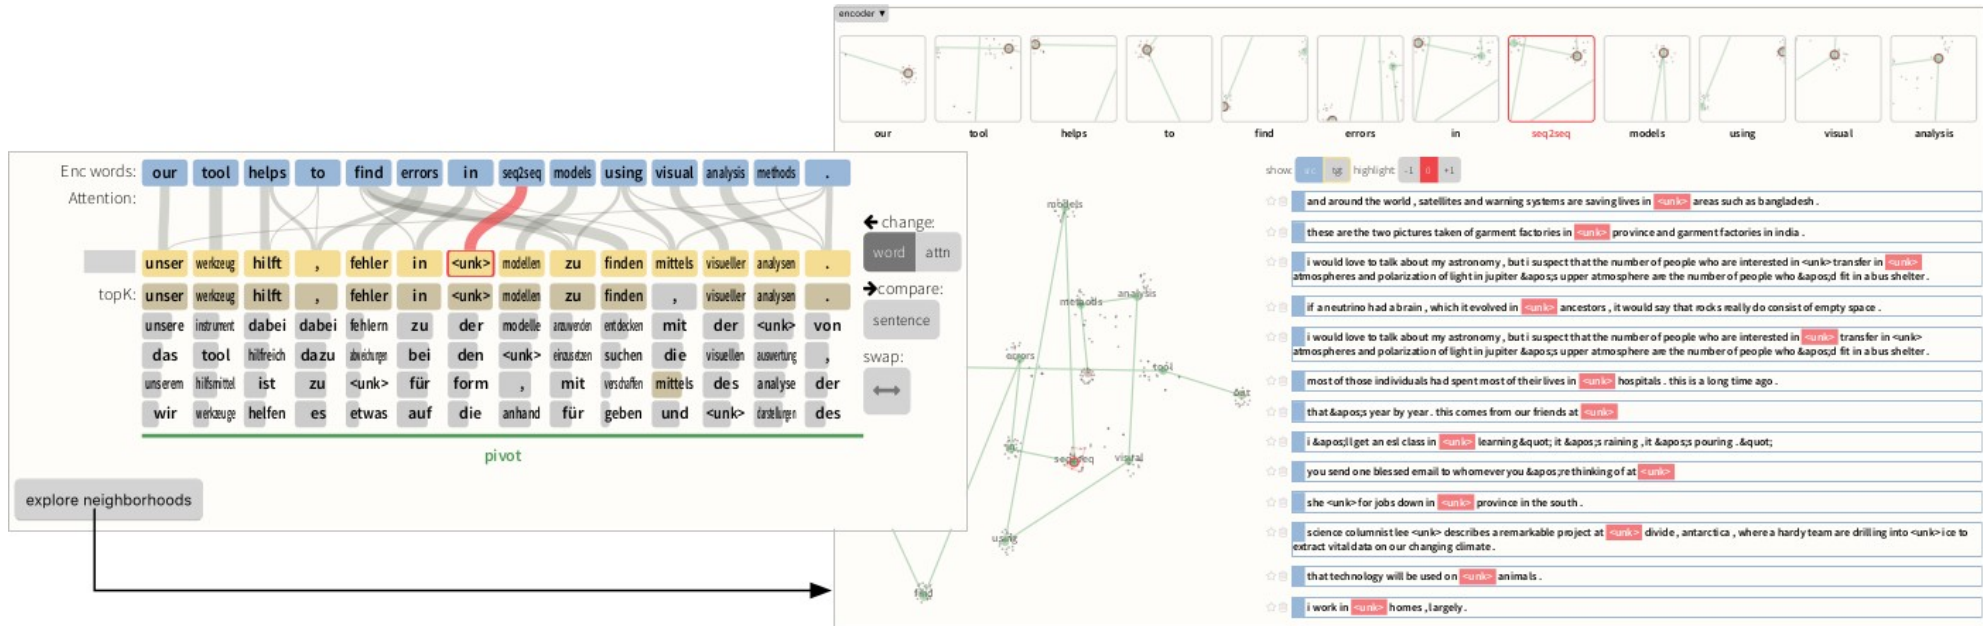 Enc words: our tool helps to find errors in seq2seq models using visual analysis methods .
Attention:
← change:
word attn
unser werkzeug hilft , fehler in <unk> modellen zu finden mittels visueller analysen .
→compare:
sentence
topK: unser werkzeug hilft , fehler in <unk> modellen zu finden , visueller analysen .
unsere instrument dabei dabei fehlern zu der modelle anzuwenden entdecken mit der <unk> von
das tool hilfreich dazu abweichungen bei den <unk> einzusetzen suchen die visuellen auswertung ,
unserem hilfsmittel ist zu <unk> für form , mit verschaffen mittels des analyse der
wir werkzeuge helfen es etwas auf die anhand für geben und <unk> darstellungen des
swap:
pivot
explore neighborhoods
encoder ▼
our tool helps to find errors in seq2seq models using visual analysis
show: src tgt highlight: -1 0 +1
models
methods
analysis
errors
tool
our
in
seq2seq
visual
using
find
and around the world , satellites and warning systems are saving lives in <unk> areas such as bangladesh .
these are the two pictures taken of garment factories in <unk> province and garment factories in india .
i would love to talk about my astronomy , but i suspect that the number of people who are interested in <unk> transfer in <unk>
atmospheres and polarization of light in jupiter &apos;s upper atmosphere are the number of people who &apos;d fit in a bus shelter .
if a neutrino had a brain , which it evolved in <unk> ancestors , it would say that rocks really do consist of empty space .
i would love to talk about my astronomy , but i suspect that the number of people who are interested in <unk> transfer in <unk>
atmospheres and polarization of light in jupiter &apos;s upper atmosphere are the number of people who &apos;d fit in a bus shelter .
most of those individuals had spent most of their lives in <unk> hospitals . this is a long time ago .
that &apos;s year by year . this comes from our friends at <unk>
i &apos;ll get an esl class in <unk> learning &quot; it &apos;s raining , it &apos;s pouring . &quot;
you send one blessed email to whomever you &apos;re thinking of at <unk>
she <unk> for jobs down in <unk> province in the south .
science columnist lee <unk> describes a remarkable project at <unk> divide , antarctica , where a hardy team are drilling into <unk> ice to
extract vital data on our changing climate .
that technology will be used on <unk> animals .
i work in <unk> homes , largely .